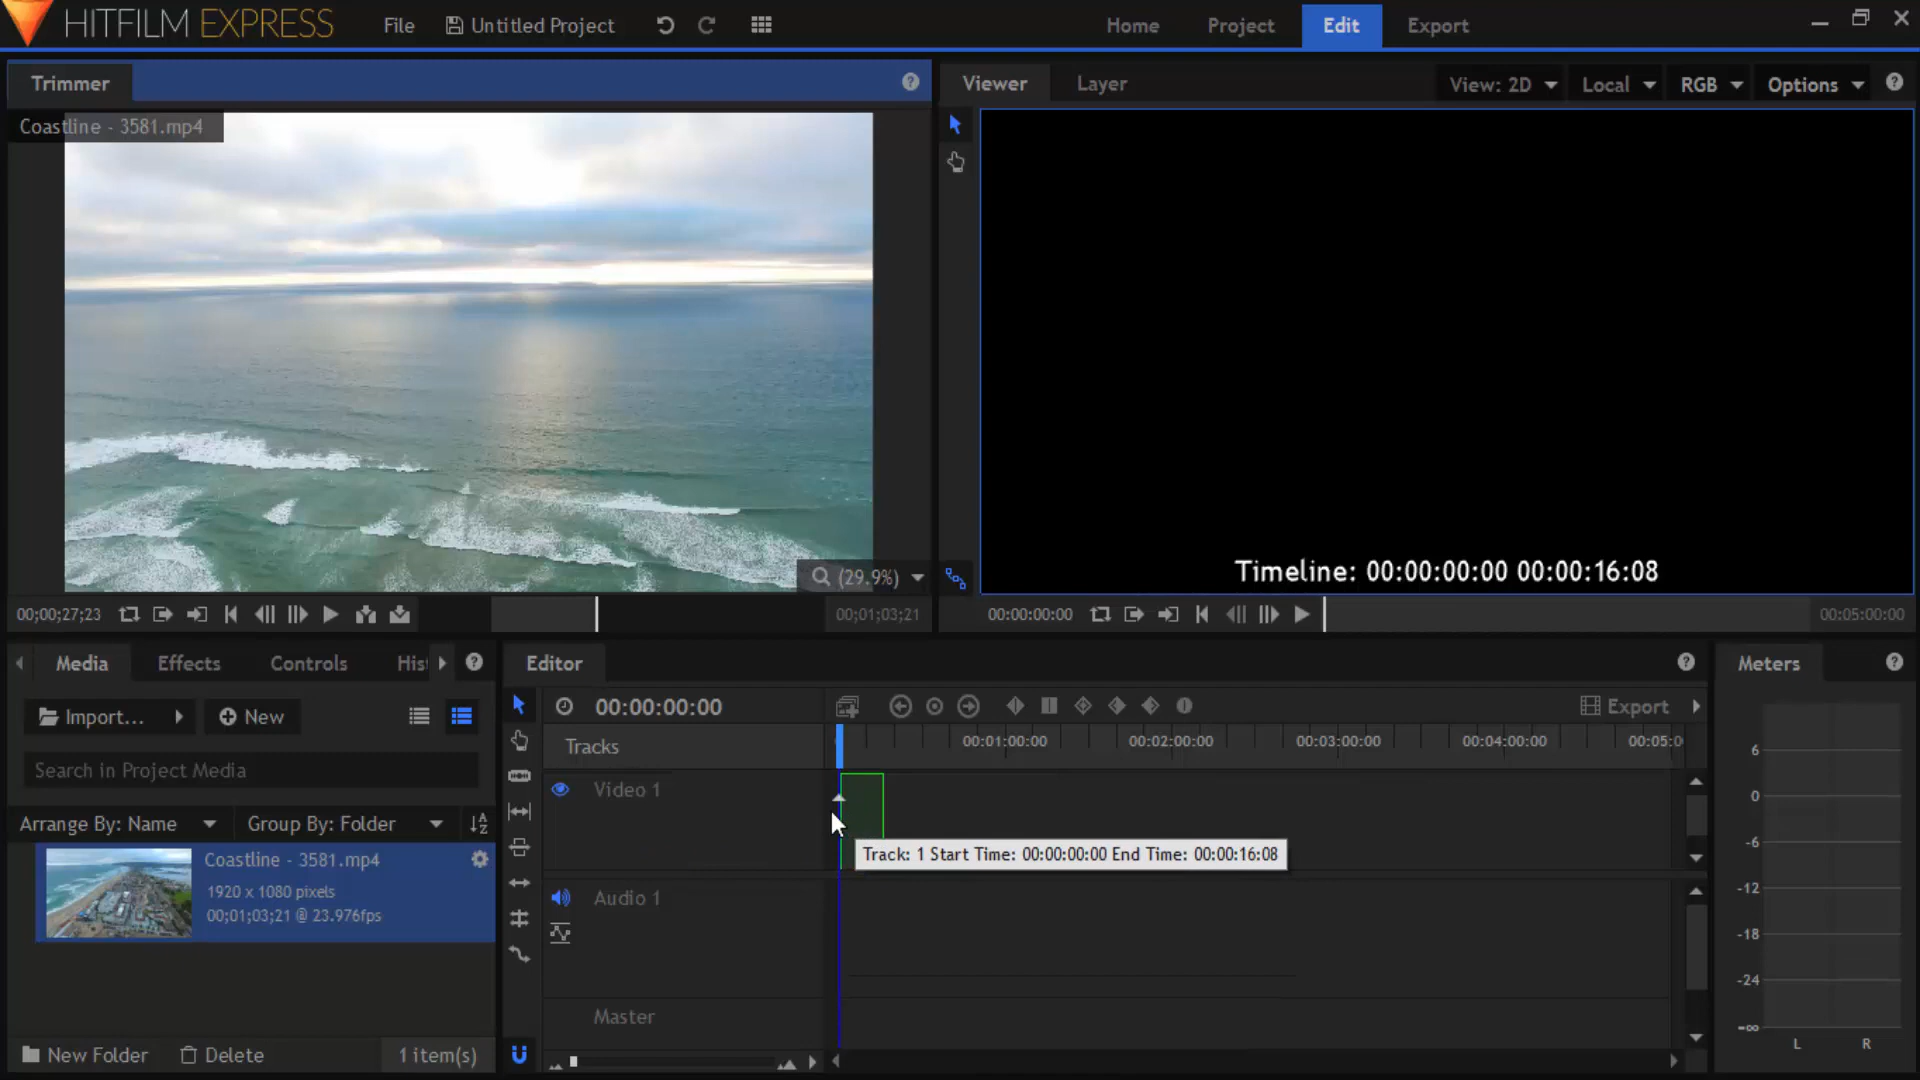 HITFILM EXPRESS
File
Untitled Project
Home
Project
Edit
Export
Trimmer
Coastline - 3581.mp4
(29.9%)
00;00;27;23
00;01;03;21
Viewer
Layer
View: 2D
Local
RGB
Options
Timeline: 00:00:00:00 00:00:16:08
00:00:00:00
00:05:00:00
Media
Effects
Controls
His
Import...
New
Search in Project Media
Arrange By: Name
Group By: Folder
Coastline - 3581.mp4
1920 x 1080 pixels
00;01;03;21 @ 23.976fps
New Folder
Delete
1 item(s)
Editor
00:00:00:00
Export
Tracks
00:01:00:00
00:02:00:00
00:03:00:00
00:04:00:00
00:05:0
Video 1
Track: 1 Start Time: 00:00:00:00 End Time: 00:00:16:08
Audio 1
Master
Meters
6
0
-6
-12
-18
-24
-∞
L
R